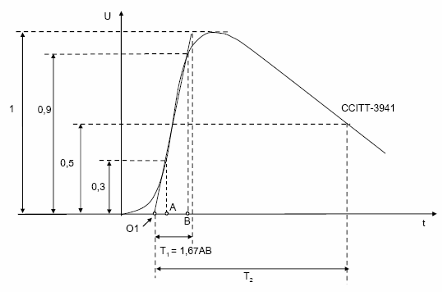 U
1
0,9
0,5
0,3
CCITT-3941
A
B
O1
t
T₁ = 1,67AB
T₂